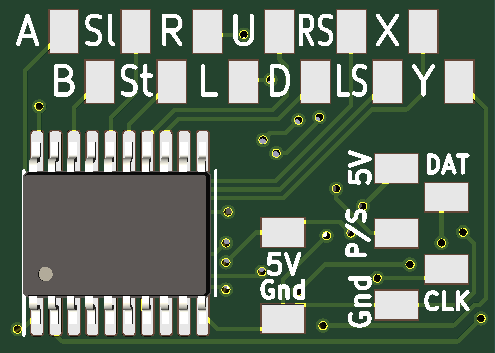 A Sl R U RS X
B St L D LS Y
5V DAT
P/S
5V
Gnd Gnd CLK